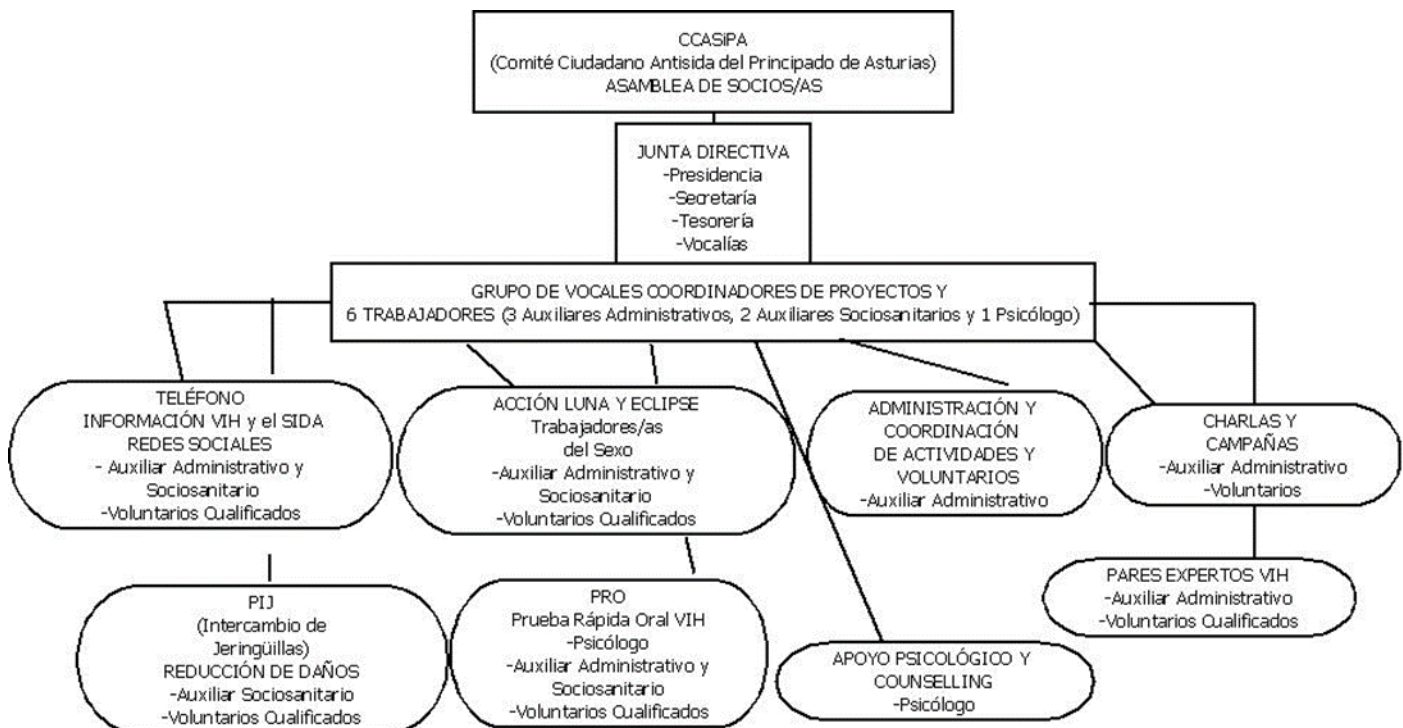 CCASiPA
(Comité Ciudadano Antisida del Principado de Asturias)
ASAMBLEA DE SOCIOS/AS
JUNTA DIRECTIVA
-Presidencia
-Secretaría
-Tesorería
-Vocalías
GRUPO DE VOCALES COORDINADORES DE PROYECTOS Y
6 TRABAJADORES (3 Auxiliares Administrativos, 2 Auxiliares Sociosanitarios y 1 Psicólogo)
TELÉFONO
INFORMACIÓN VIH y el SIDA
REDES SOCIALES
- Auxiliar Administrativo y
Sociosanitario
-Voluntarios Cualificados
ACCIÓN LUNA Y ECLIPSE
Trabajadores/as
del Sexo
-Auxiliar Administrativo y
Sociosanitario
-Voluntarios Cualificados
ADMINISTRACIÓN Y
COORDINACIÓN
DE ACTIVIDADES Y
VOLUNTARIOS
-Auxiliar Administrativo
CHARLAS Y
CAMPAÑAS
-Auxiliar Administrativo
-Voluntarios
PIJ
(Intercambio de
Jeringüillas)
REDUCCIÓN DE DAÑOS
-Auxiliar Sociosanitario
-Voluntarios Cualificados
PRO
Prueba Rápida Oral VIH
-Psicólogo
-Auxiliar Administrativo y
Sociosanitario
-Voluntarios Cualificados
APOYO PSICOLÓGICO Y
COUNSELLING
-Psicólogo
PARES EXPERTOS VIH
-Auxiliar Administrativo
-Voluntarios Cualificados